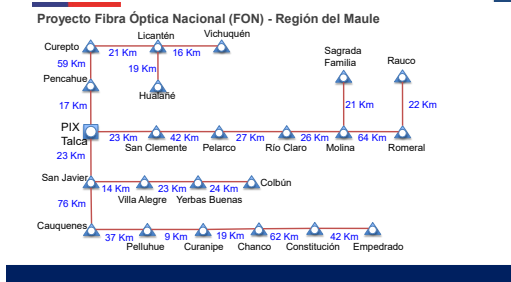 Proyecto Fibra Óptica Nacional (FON) - Región del Maule
Licantén
Vichuquén
Curepto
21 Km
16 Km
Sagrada
Familia
Rauco
59 Km
19 Km
Pencahue
Hualañé
17 Km
21 Km
22 Km
PIX
Talca
23 Km
42 Km
27 Km
26 Km
64 Km
San Clemente
Pelarco
Río Claro
Molina
Romeral
23 Km
San Javier
14 Km
23 Km
24 Km
Colbún
Villa Alegre
Yerbas Buenas
76 Km
Cauquenes
37 Km
9 Km
19 Km
62 Km
42 Km
Pelluhue
Curanipe
Chanco
Constitución
Empedrado